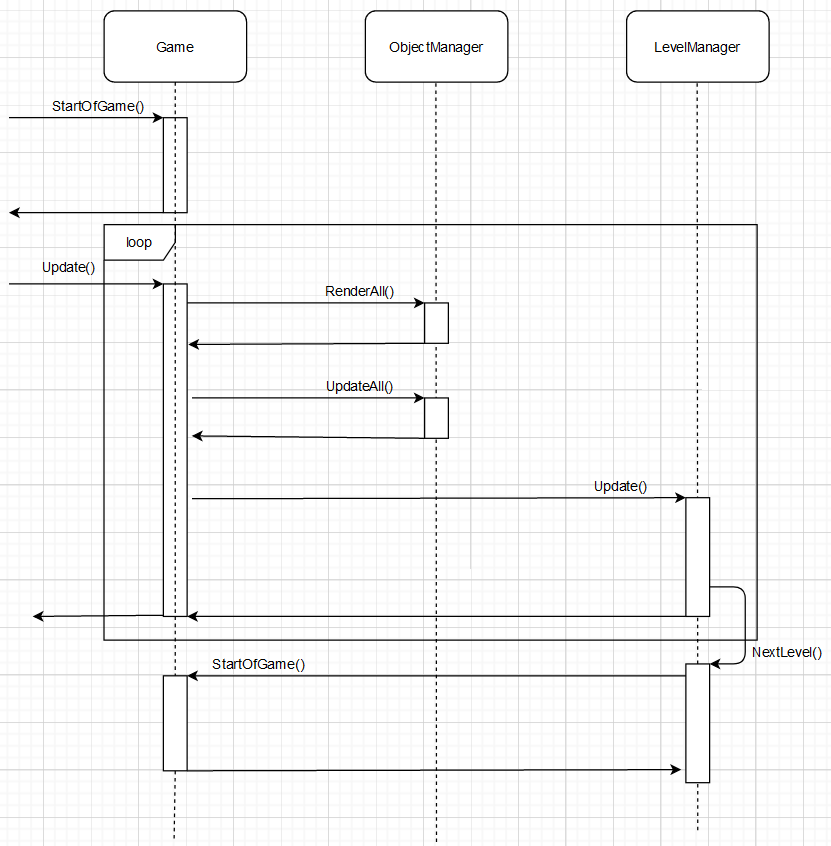 Game
ObjectManager
LevelManager
StartOfGame()
loop
Update()
RenderAll()
UpdateAll()
Update()
NextLevel()
StartOfGame()